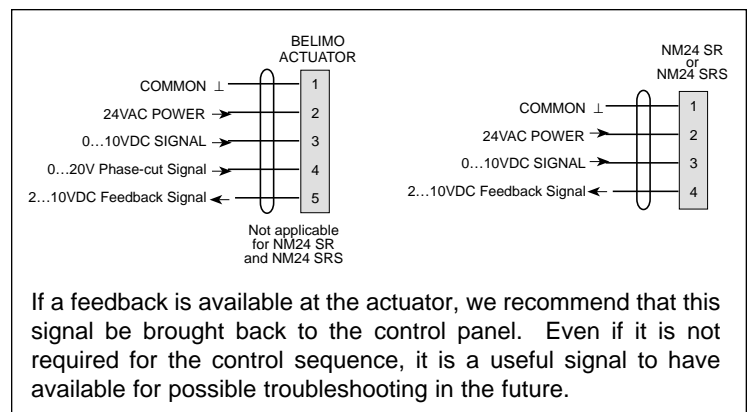 BELIMO
ACTUATOR
COMMON ⊥ 1
24VAC POWER 2
0…10VDC SIGNAL 3
0…20V Phase-cut Signal 4
2…10VDC Feedback Signal 5
Not applicable
for NM24 SR
and NM24 SRS
NM24 SR
or
NM24 SRS
COMMON ⊥ 1
24VAC POWER 2
0…10VDC SIGNAL 3
2…10VDC Feedback Signal 4
If a feedback is available at the actuator, we recommend that this
signal be brought back to the control panel. Even if it is not
required for the control sequence, it is a useful signal to have
available for possible troubleshooting in the future.